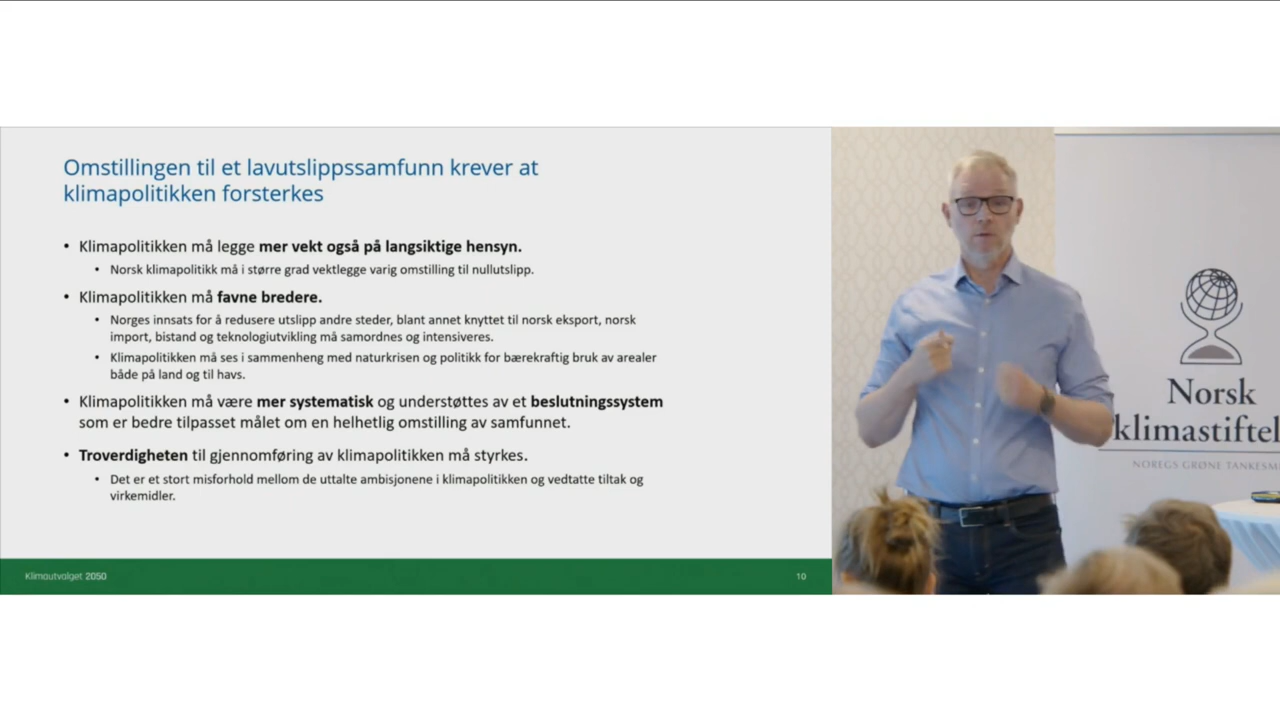 Omstillingen til et lavutslippssamfunn krever at
klimapolitikken forsterkes
• Klimapolitikken må legge mer vekt også på langsiktige hensyn.
• Norsk klimapolitikk må i større grad vektlegge varig omstilling til nullutslipp.
• Klimapolitikken må favne bredere.
• Norges innsats for å redusere utslipp andre steder, blant annet knyttet til norsk eksport, norsk
import, bistand og teknologiutvikling må samordnes og intensiveres.
• Klimapolitikken må ses i sammenheng med naturkrisen og politikk for bærekraftig bruk av arealer
både på land og til havs.
• Klimapolitikken må være mer systematisk og understøttes av et beslutningssystem
som er bedre tilpasset målet om en helhetlig omstilling av samfunnet.
• Troverdigheten til gjennomføring av klimapolitikken må styrkes.
• Det er et stort misforhold mellom de uttalte ambisjonene i klimapolitikken og vedtatte tiltak og
virkemidler.
Klimautvalget 2050
10
Norsk
klimastiftel
NOREGS GRØNE TANKESM